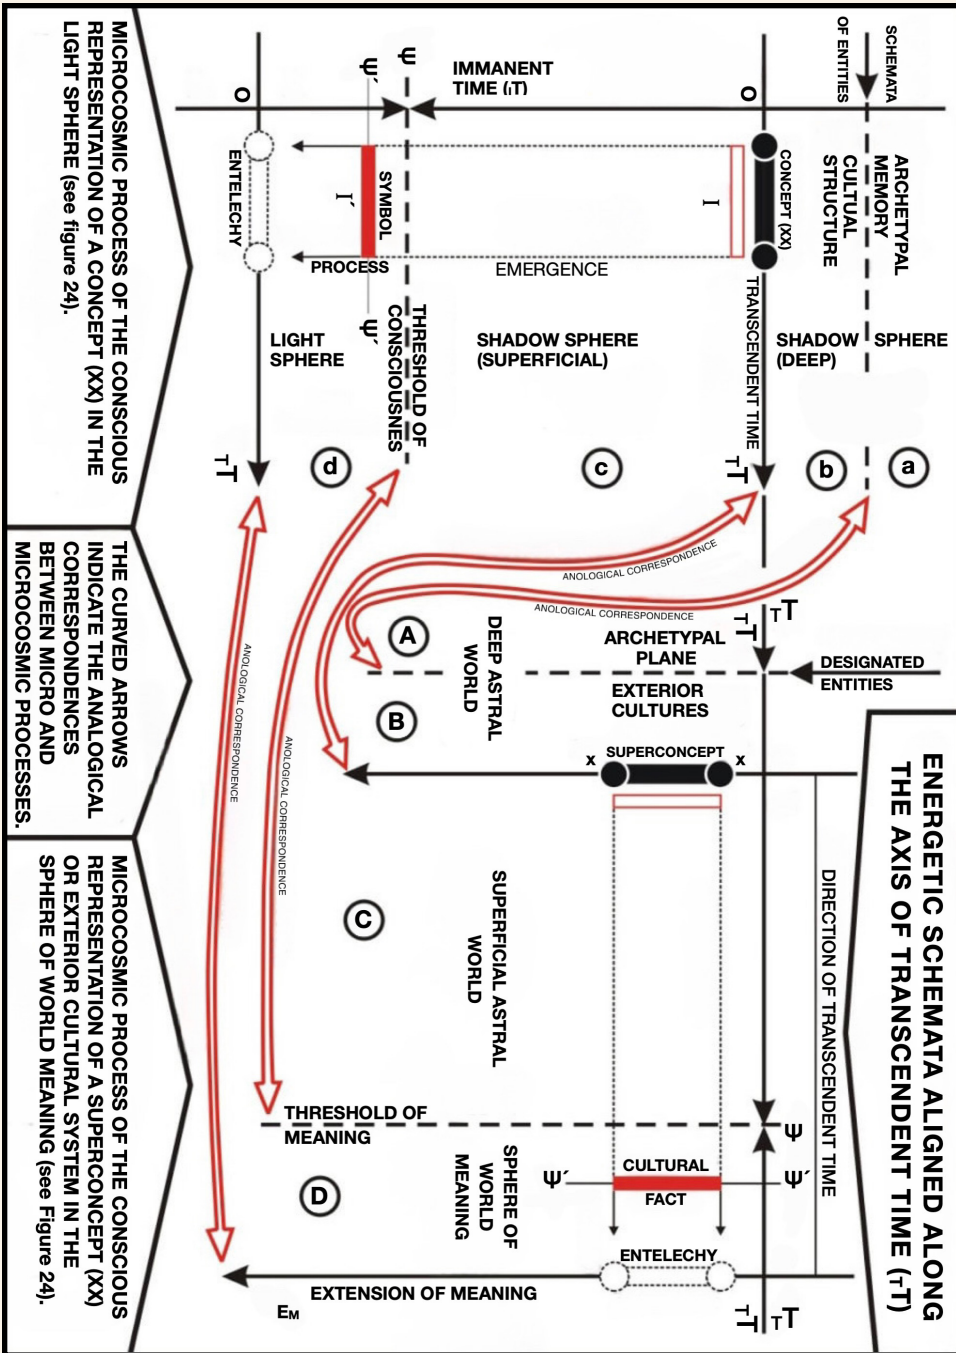 ENERGETIC SCHEMATA ALIGNED ALONG
THE AXIS OF TRANSCENDENT TIME (TT)
SCHEMATA
OF ENTITIES
ARCHETYPAL
MEMORY
CULTUAL
STRUCTURE
O
CONCEPT (XX)
I
IMMANENT
TIME (IT)
Ψ
Ψ´
SYMBOL
I´
O
ENTELECHY
PROCESS
EMERGENCE
Ψ´
TRANSCENDENT TIME
THRESHOLD OF
CONSCIOUSNES
LIGHT
SPHERE
SHADOW SPHERE
(SUPERFICIAL)
SHADOW
(DEEP)
SPHERE
TT
d
c
TT
b
a
MICROCOSMIC PROCESS OF THE CONSCIOUS
REPRESENTATION OF A CONCEPT (XX) IN THE
LIGHT SPHERE (see figure 24).
ANOLOGICAL CORRESPONDENCE
ANOLOGICAL CORRESPONDENCE
ANOLOGICAL CORRESPONDENCE
ANOLOGICAL CORRESPONDENCE
THE CURVED ARROWS
INDICATE THE ANALOGICAL
CORRESPONDENCES
BETWEEN MICRO AND
MICROCOSMIC PROCESSES.
TT
TT
A
DEEP ASTRAL
WORLD
ARCHETYPAL
PLANE
DESIGNATED
ENTITIES
EXTERIOR
CULTURES
B
SUPERCONCEPT
x
x
DIRECTION OF TRANSCENDENT TIME
C
SUPERFICIAL ASTRAL
WORLD
THRESHOLD OF
MEANING
Ψ
SPHERE OF
WORLD
MEANING
D
Ψ´
CULTURAL
FACT
Ψ´
ENTELECHY
EXTENSION OF MEANING
EM
TT
TT
MICROCOSMIC PROCESS OF THE CONSCIOUS
REPRESENTATION OF A SUPERCONCEPT (XX)
OR EXTERIOR CULTURAL SYSTEM IN THE
SPHERE OF WORLD MEANING (see Figure 24).